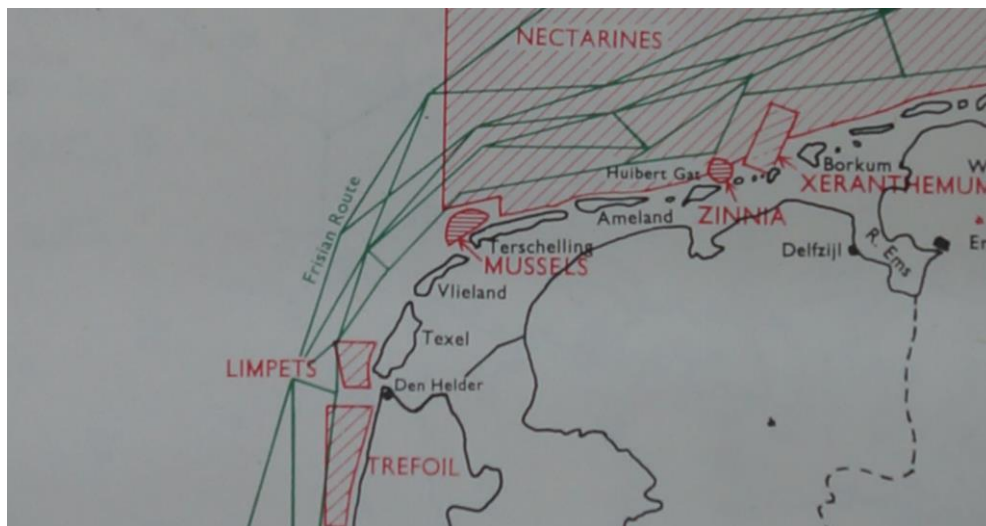 NECTARINES
Huibert Gat
Borkum
XERANTHEMUM
Frisian Route
Ameland
ZINNIA
Terschelling
MUSSELS
Delfzijl
R. Ems
Vlieland
Texel
LIMPETS
Den Helder
TREFOIL